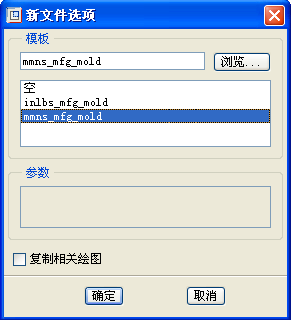 新文件选项
模板
mmns_mfg_mold
浏览...
空
inlbs_mfg_mold
mmns_mfg_mold
参数
复制相关绘图
确定
取消